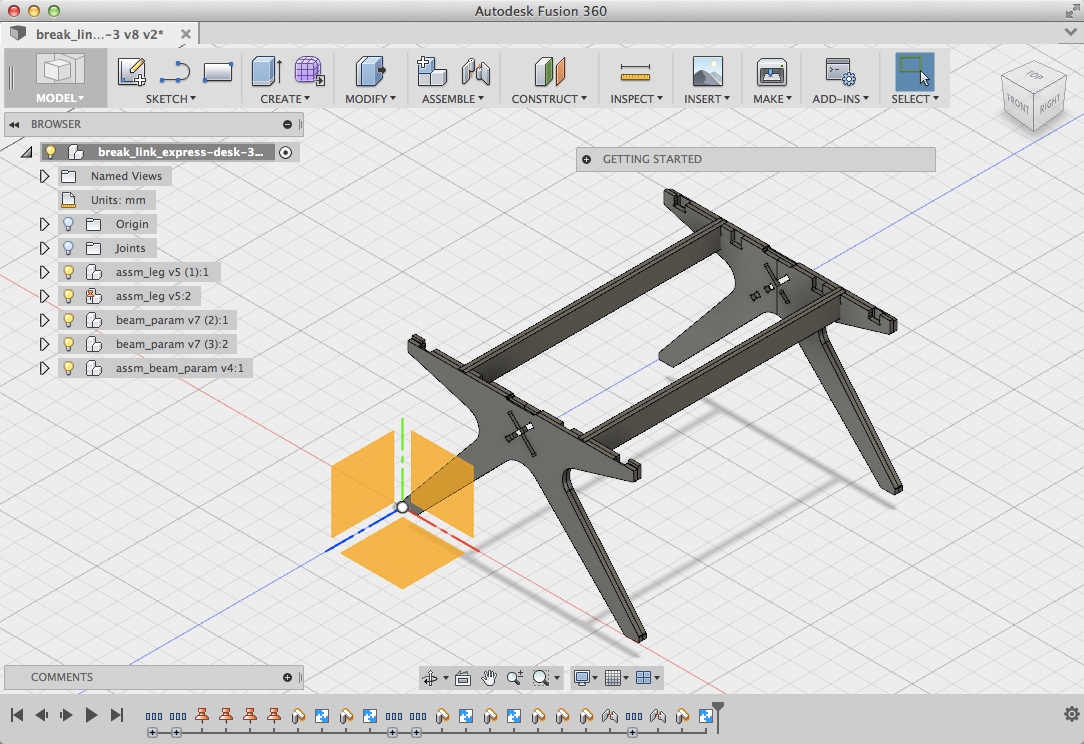 Autodesk Fusion 360
break_lin...-3 v8 v2*
MODEL
SKETCH
CREATE
MODIFY
ASSEMBLE
CONSTRUCT
INSPECT
INSERT
MAKE
ADD-INS
SELECT
TOP
FRONT
RIGHT
BROWSER
break_link_express-desk-3...
GETTING STARTED
Named Views
Units: mm
Origin
Joints
assm_leg v5 (1):1
assm_leg v5:2
beam_param v7 (2):1
beam_param v7 (3):2
assm_beam_param v4:1
COMMENTS